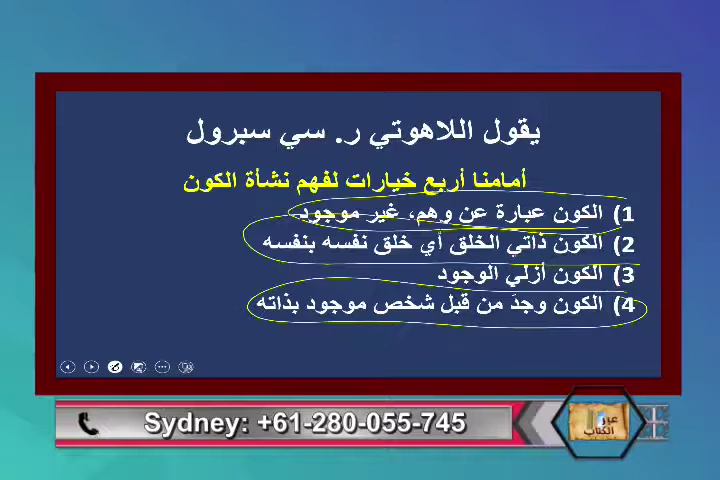 يقول اللاهوتي ر. سي سبرول
أمامنا أربع خيارات لفهم نشأة الكون
1) الكون عبارة عن وهم، غير موجود
2) الكون ذاتي الخلق أي خلق نفسه بنفسه
3) الكون أزلي الوجود
4) الكون وجدَ من قبل شخص موجود بذاته
Sydney: +61-280-055-745
الكتاب